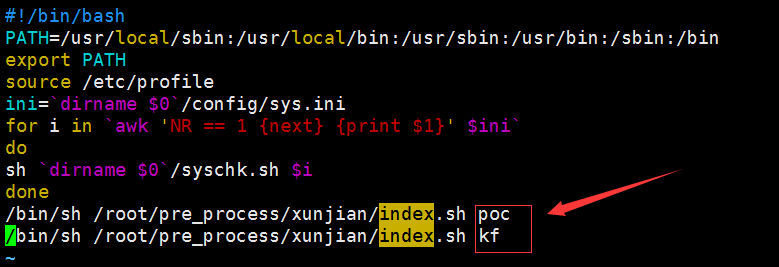 #!/bin/bash
PATH=/usr/local/sbin:/usr/local/bin:/usr/sbin:/usr/bin:/sbin:/bin
export PATH
source /etc/profile
ini=`dirname $0`/config/sys.ini
for i in `awk 'NR == 1 {next} {print $1}' $ini`
do
sh `dirname $0`/syschk.sh $i
done
/bin/sh /root/pre_process/xunjian/index.sh poc
/bin/sh /root/pre_process/xunjian/index.sh kf
~